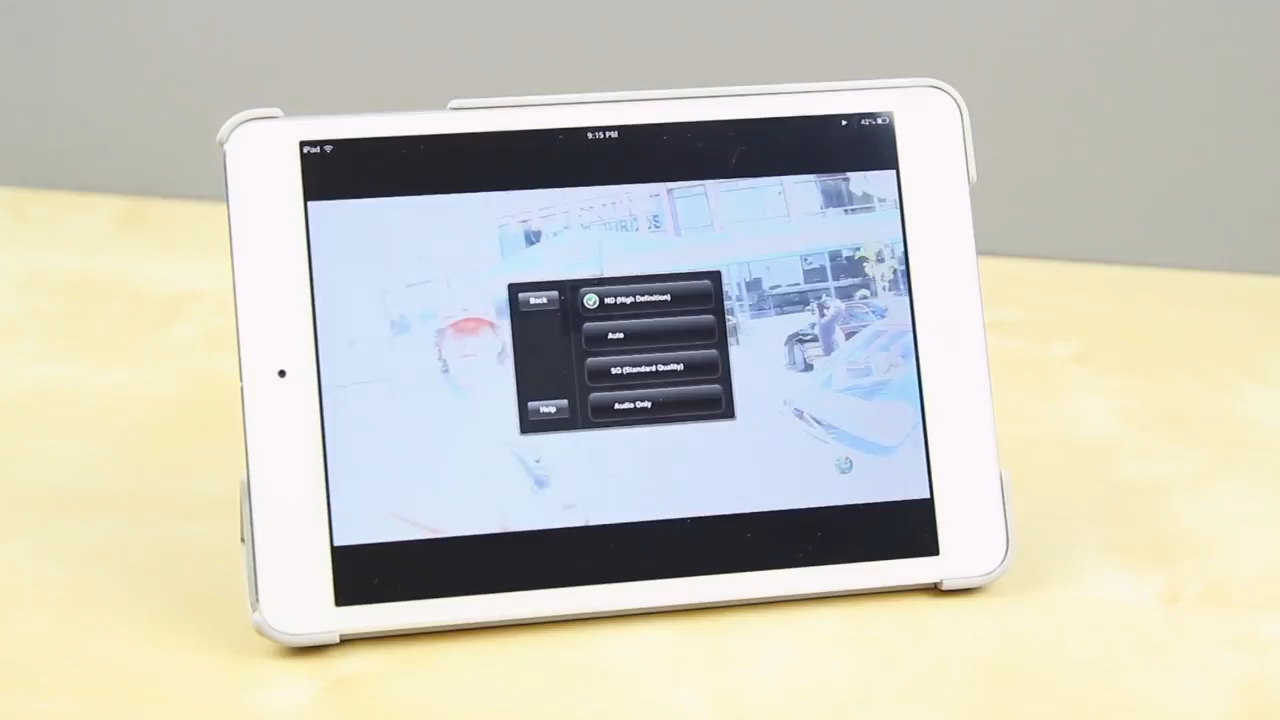 9:15 PM
42%
iPad
Back
HD (High Definition)
Auto
SQ (Standard Quality)
Help
Audio Only